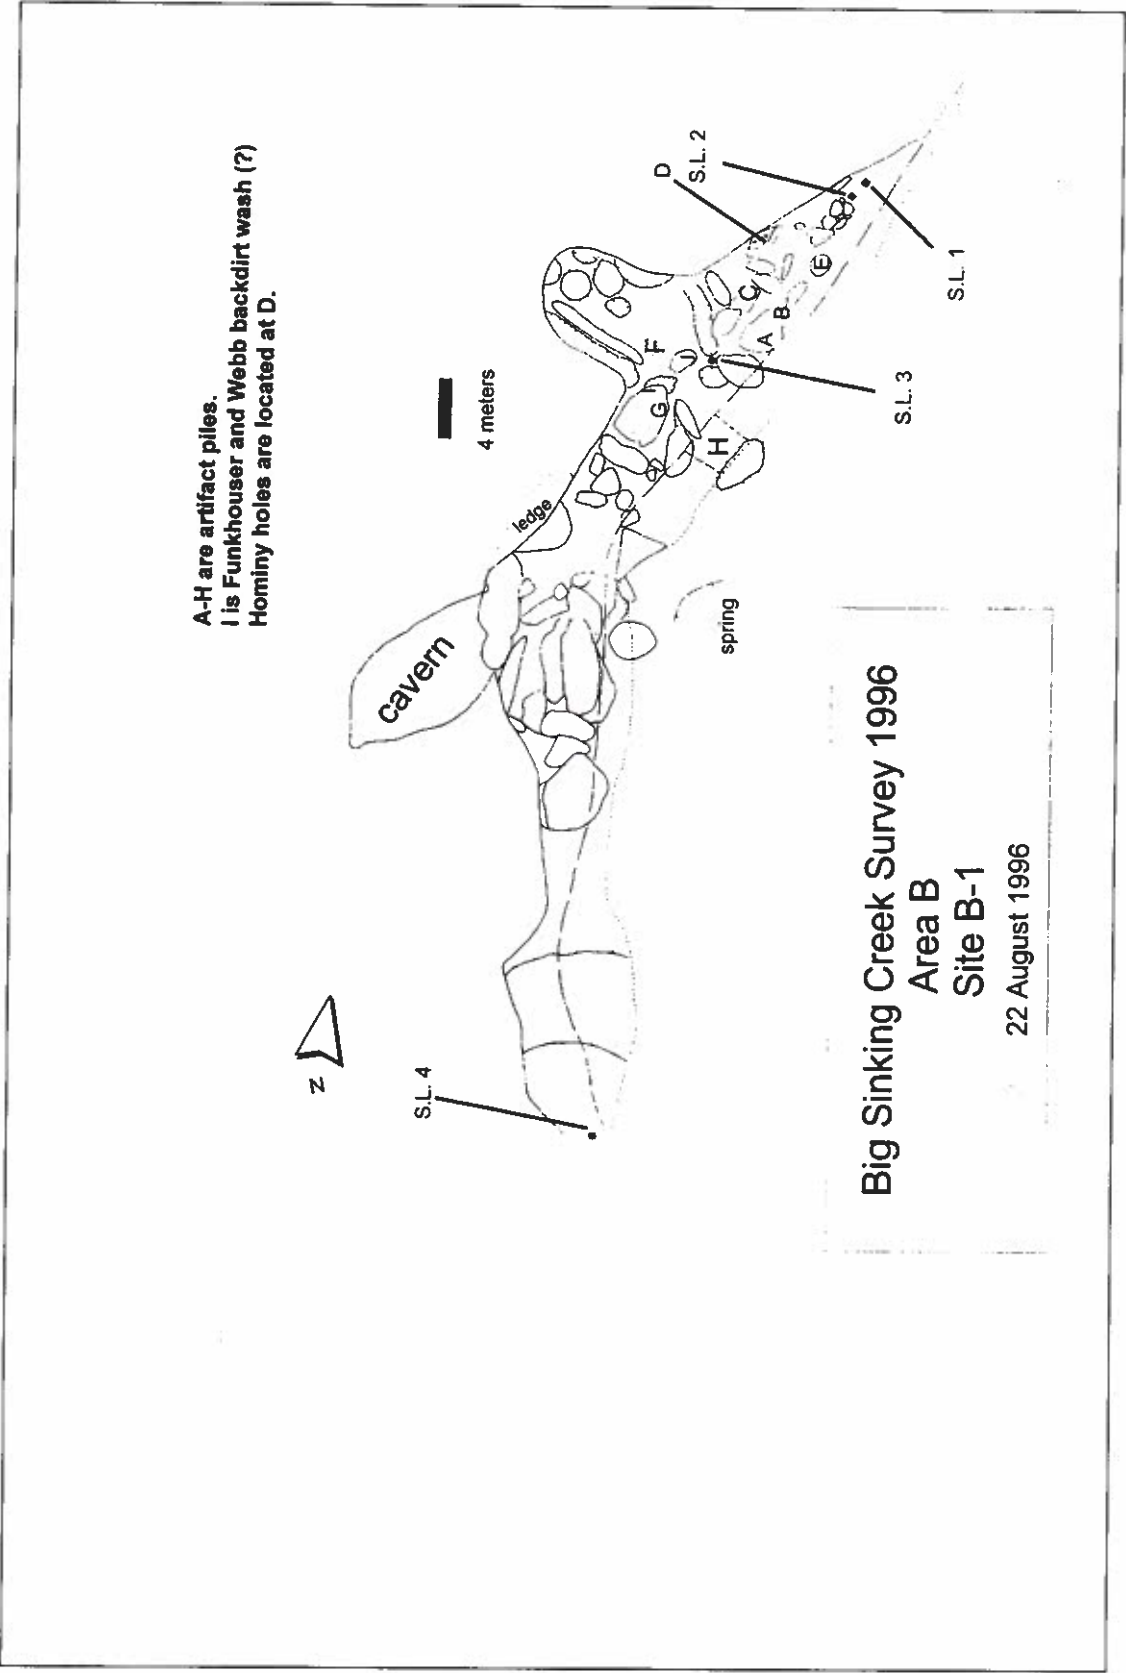 A-H are artifact piles.
I is Funkhouser and Webb backdirt wash (?)
Hominy holes are located at D.
N
cavern
S.L. 4
4 meters
ledge
F
G
D
S.L. 2
H
spring
C
A
B
E
S.L. 3
S.L. 1
Big Sinking Creek Survey 1996
Area B
Site B-1
22 August 1996